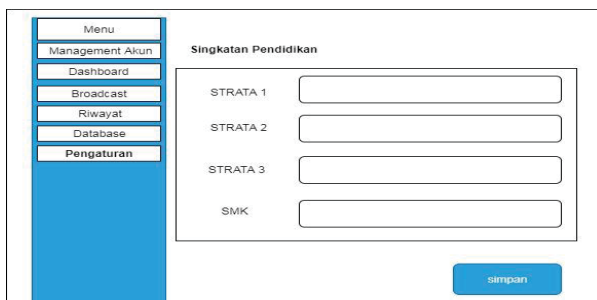 Menu
Management Akun
Dashboard
Broadcast
Riwayat
Database
Pengaturan
Singkatan Pendidikan
STRATA 1
STRATA 2
STRATA 3
SMK
simpan